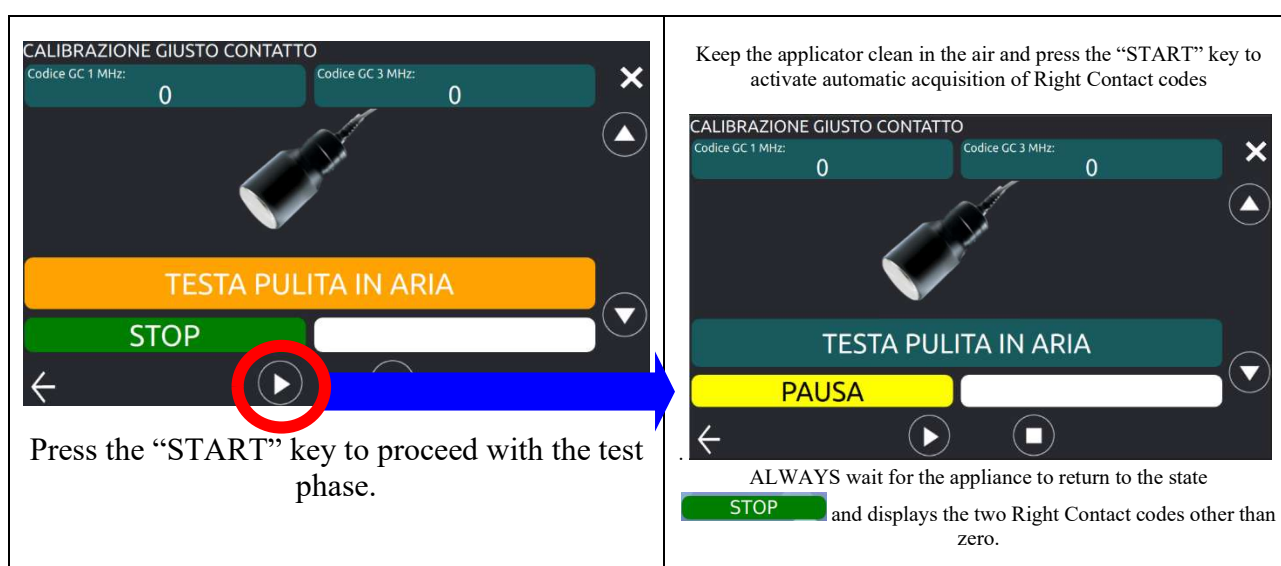 CALIBRAZIONE GIUSTO CONTATTO
Codice GC 1 MHz:
0
Codice GC 3 MHz:
0
TESTA PULITA IN ARIA
STOP
Press the “START” key to proceed with the test
phase.
Keep the applicator clean in the air and press the “START” key to
activate automatic acquisition of Right Contact codes
CALIBRAZIONE GIUSTO CONTATTO
Codice GC 1 MHz:
0
Codice GC 3 MHz:
0
TESTA PULITA IN ARIA
PAUSA
.
ALWAYS wait for the appliance to return to the state
STOP and displays the two Right Contact codes other than
zero.